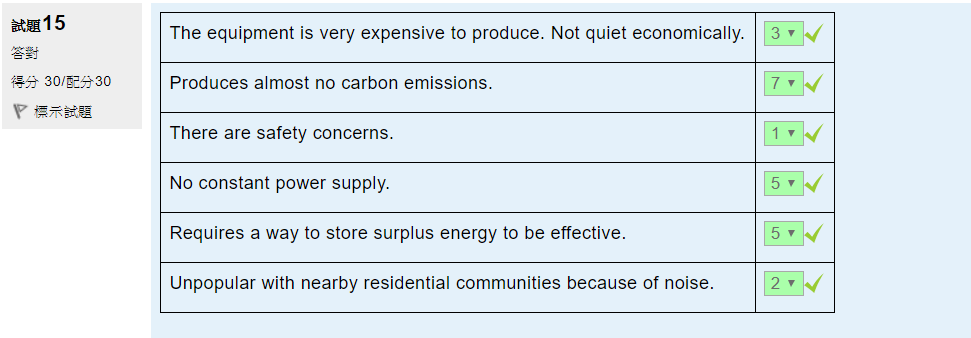 試題15
答對
得分 30/配分30
標示試題
The equipment is very expensive to produce. Not quiet economically. 3
Produces almost no carbon emissions. 7
There are safety concerns. 1
No constant power supply. 5
Requires a way to store surplus energy to be effective. 5
Unpopular with nearby residential communities because of noise. 2